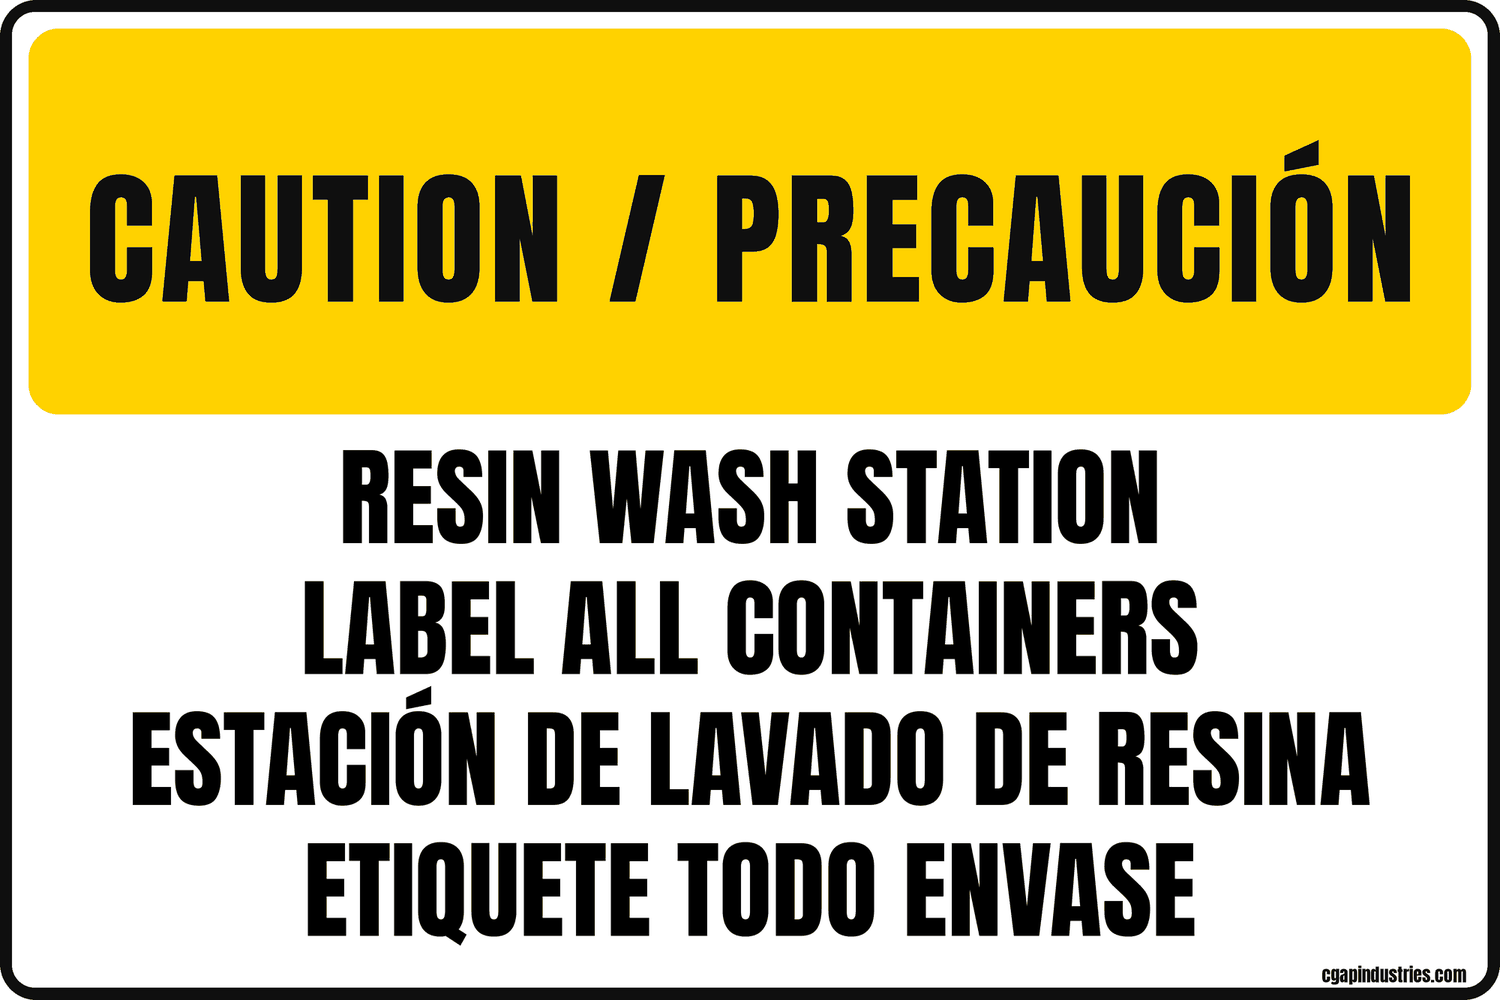 CAUTION / PRECAUCIÓN
RESIN WASH STATION
LABEL ALL CONTAINERS
ESTACIÓN DE LAVADO DE RESINA
ETIQUETE TODO ENVASE
cgapindustries.com